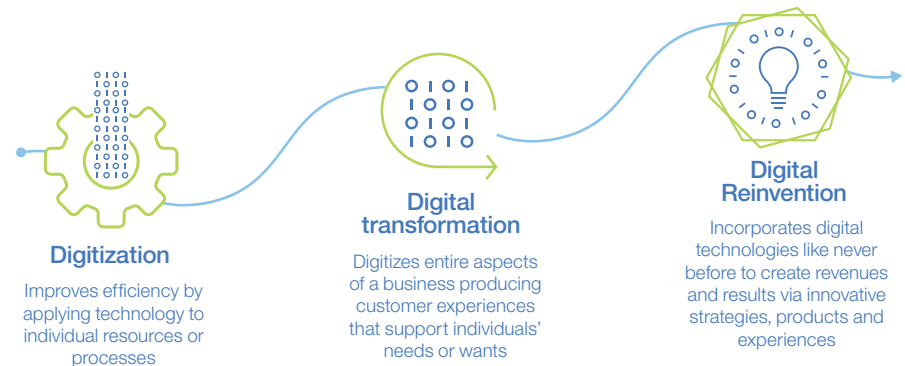 Digitization
Improves efficiency by
applying technology to
individual resources or
processes
Digital
transformation
Digitizes entire aspects
of a business producing
customer experiences
that support individuals’
needs or wants
Digital
Reinvention
Incorporates digital
technologies like never
before to create revenues
and results via innovative
strategies, products and
experiences